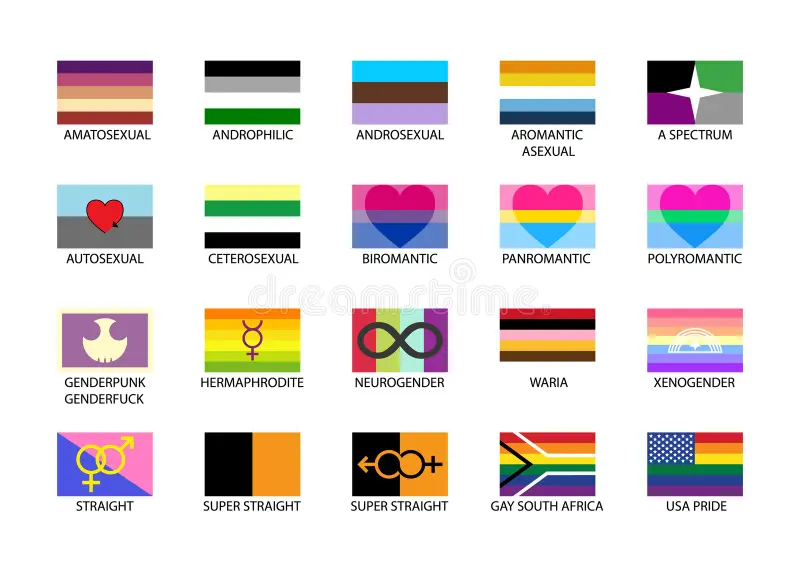 AMATOSEXUAL
ANDROPHILIC
ANDROSEXUAL
AROMANTIC
ASEXUAL
A SPECTRUM
AUTOSEXUAL
CETEROSEXUAL
BIROMANTIC
PANROMANTIC
POLYROMANTIC
dreamstime.com
GENDERPUNK
GENDERFUCK
HERMAPHRODITE
NEUROGENDER
WARIA
XENOGENDER
STRAIGHT
SUPER STRAIGHT
SUPER STRAIGHT
GAY SOUTH AFRICA
USA PRIDE